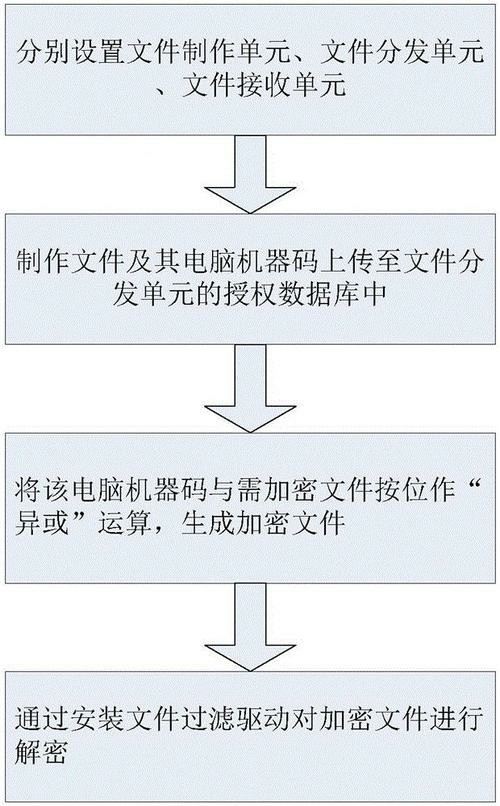 分别设置文件制作单元、文件分发单元
、文件接收单元
制作文件及其电脑机器码上传至文件分
发单元的授权数据库中
将该电脑机器码与需加密文件按位作“
异或”运算，生成加密文件
通过安装文件过滤驱动对加密文件进行
解密